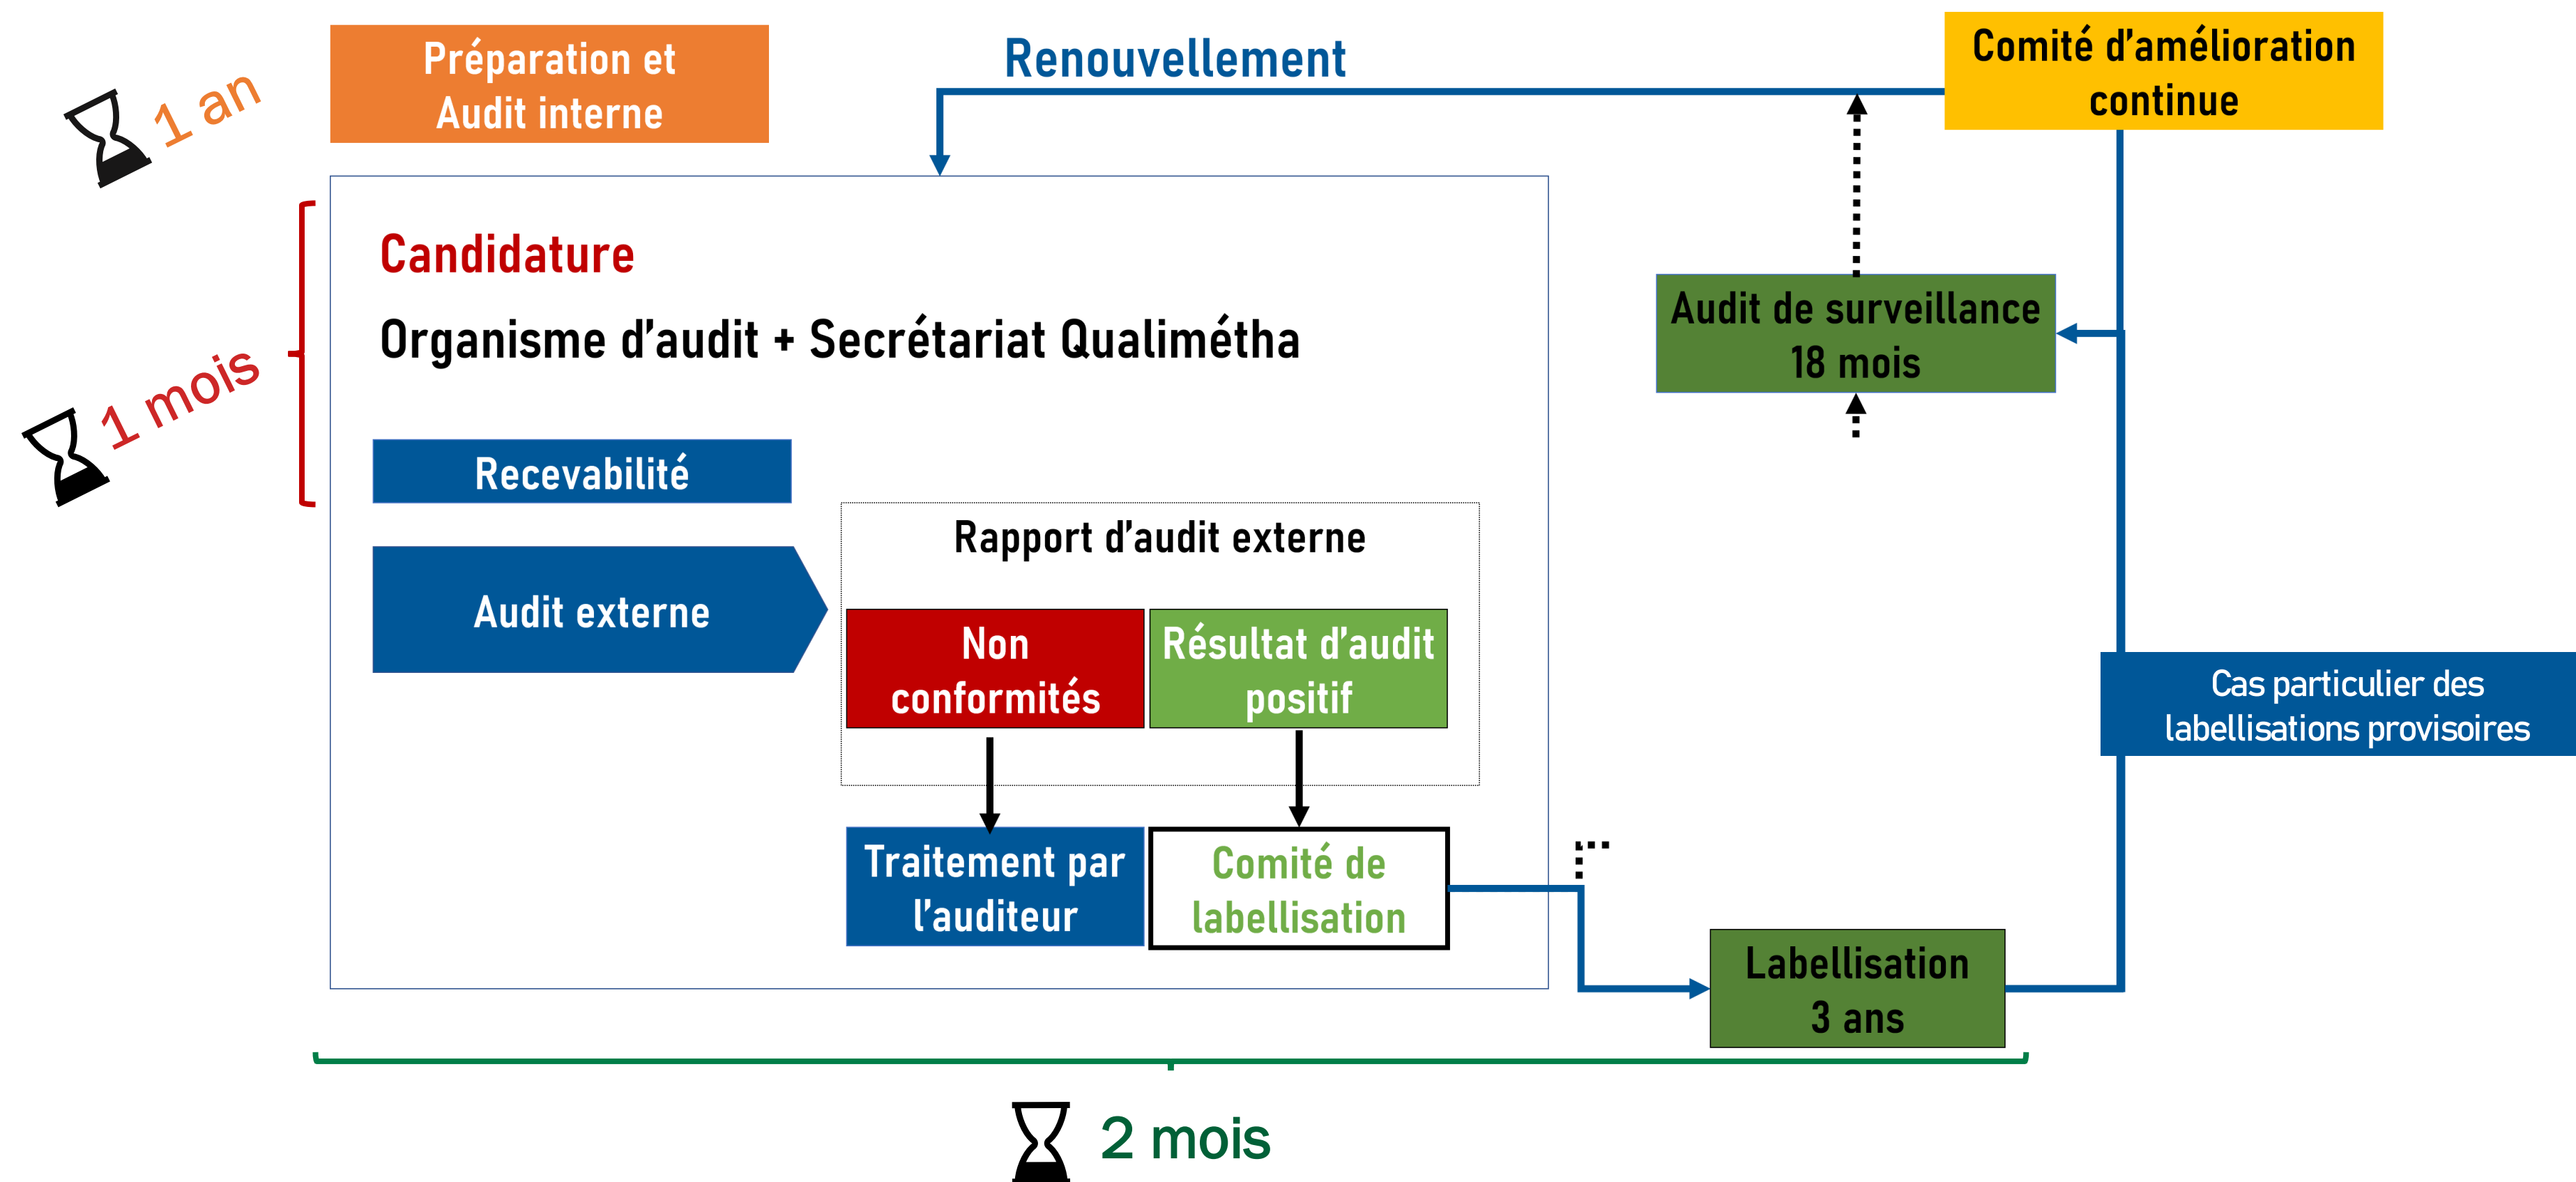 1 an
Préparation et
Audit interne
Renouvellement
Comité d’amélioration
continue
1 mois
Candidature
Organisme d’audit + Secrétariat Qualimétha
Audit de surveillance
18 mois
Recevabilité
Rapport d’audit externe
Audit externe
Non
conformités
Résultat d’audit
positif
Cas particulier des
labellisations provisoires
Traitement par
l’auditeur
Comité de
labellisation
Labellisation
3 ans
2 mois